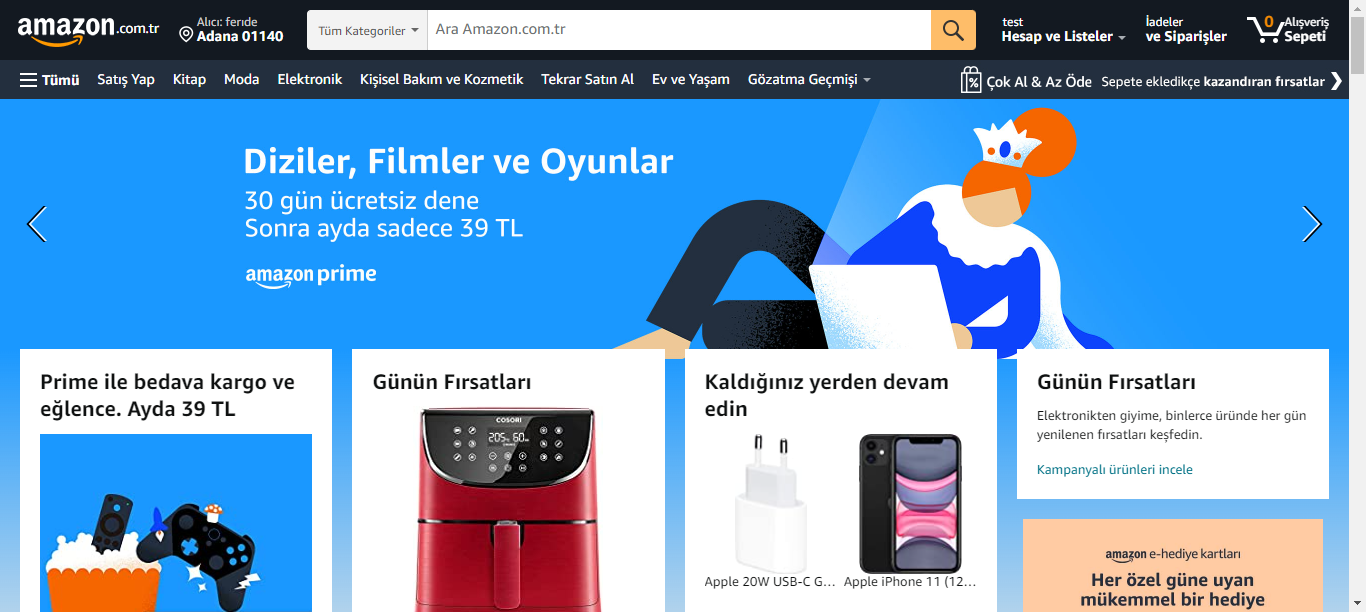 amazon.com.tr
Alıcı: feride
Adana 01140
Tüm Kategoriler
Ara Amazon.com.tr
test
Hesap ve Listeler
İadeler
ve Siparişler
0
Alışveriş
Sepeti
Tümü
Satış Yap
Kitap
Moda
Elektronik
Kişisel Bakım ve Kozmetik
Tekrar Satın Al
Ev ve Yaşam
Gözatma Geçmişi
%
Çok Al & Az Öde
Sepete ekledikçe kazandıran fırsatlar
Diziler, Filmler ve Oyunlar
30 gün ücretsiz dene
Sonra ayda sadece 39 TL
amazon prime
Prime ile bedava kargo ve
eğlence. Ayda 39 TL
Günün Fırsatları
COSORI
205 60
Kaldığınız yerden devam
edin
Apple 20W USB-C G...
Apple iPhone 11 (12...
Günün Fırsatları
Elektronikten giyime, binlerce üründe her gün
yenilenen fırsatları keşfedin.
Kampanyalı ürünleri incele
amazon e-hediye kartları
Her özel güne uyan
mükemmel bir hediye